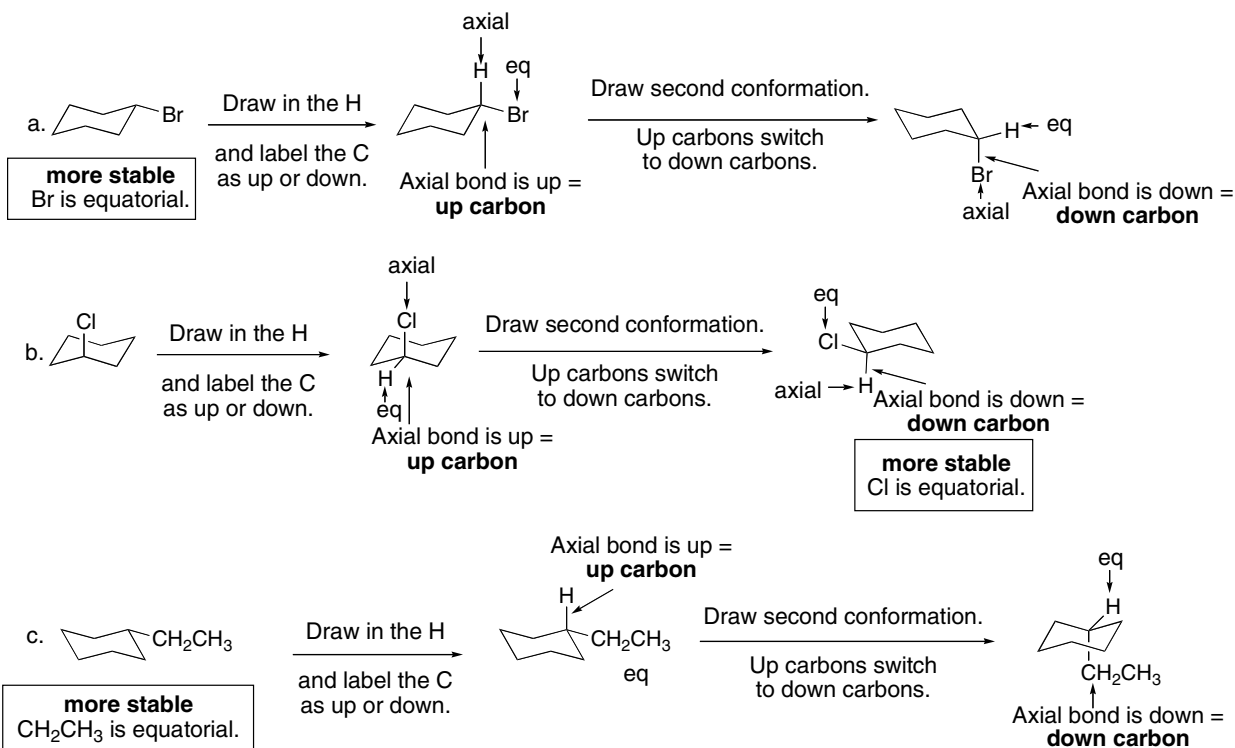 axial
H
eq
a.
Br
Draw in the H
and label the C
as up or down.
Br
Draw second conformation.
Up carbons switch
to down carbons.
H
eq
Br
axial
more stable
Br is equatorial.
Axial bond is up =
up carbon
Axial bond is down =
down carbon
axial
Cl
b.
Draw in the H
and label the C
as up or down.
Cl
H
eq
Axial bond is up =
up carbon
Draw second conformation.
Up carbons switch
to down carbons.
eq
Cl
axial
H
Axial bond is down =
down carbon
more stable
Cl is equatorial.
Axial bond is up =
up carbon
c.
CH2CH3
more stable
CH2CH3 is equatorial.
Draw in the H
and label the C
as up or down.
H
CH2CH3
eq
Draw second conformation.
Up carbons switch
to down carbons.
eq
H
CH2CH3
Axial bond is down =
down carbon